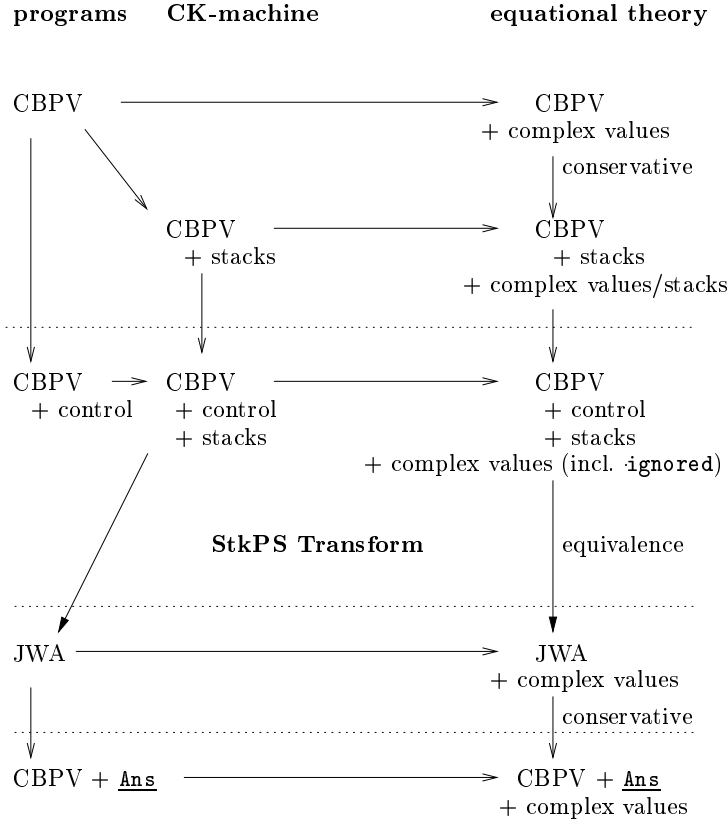 programs CK-machine equational theory
CBPV CBPV
+ complex values
conservative
CBPV CBPV
+ stacks + stacks
+ complex values/stacks
CBPV CBPV CBPV
+ control + control + control
+ stacks + stacks
+ complex values (incl. ·ignored)
StkPS Transform equivalence
JWA JWA
+ complex values
conservative
CBPV + Ans CBPV + Ans
+ complex values